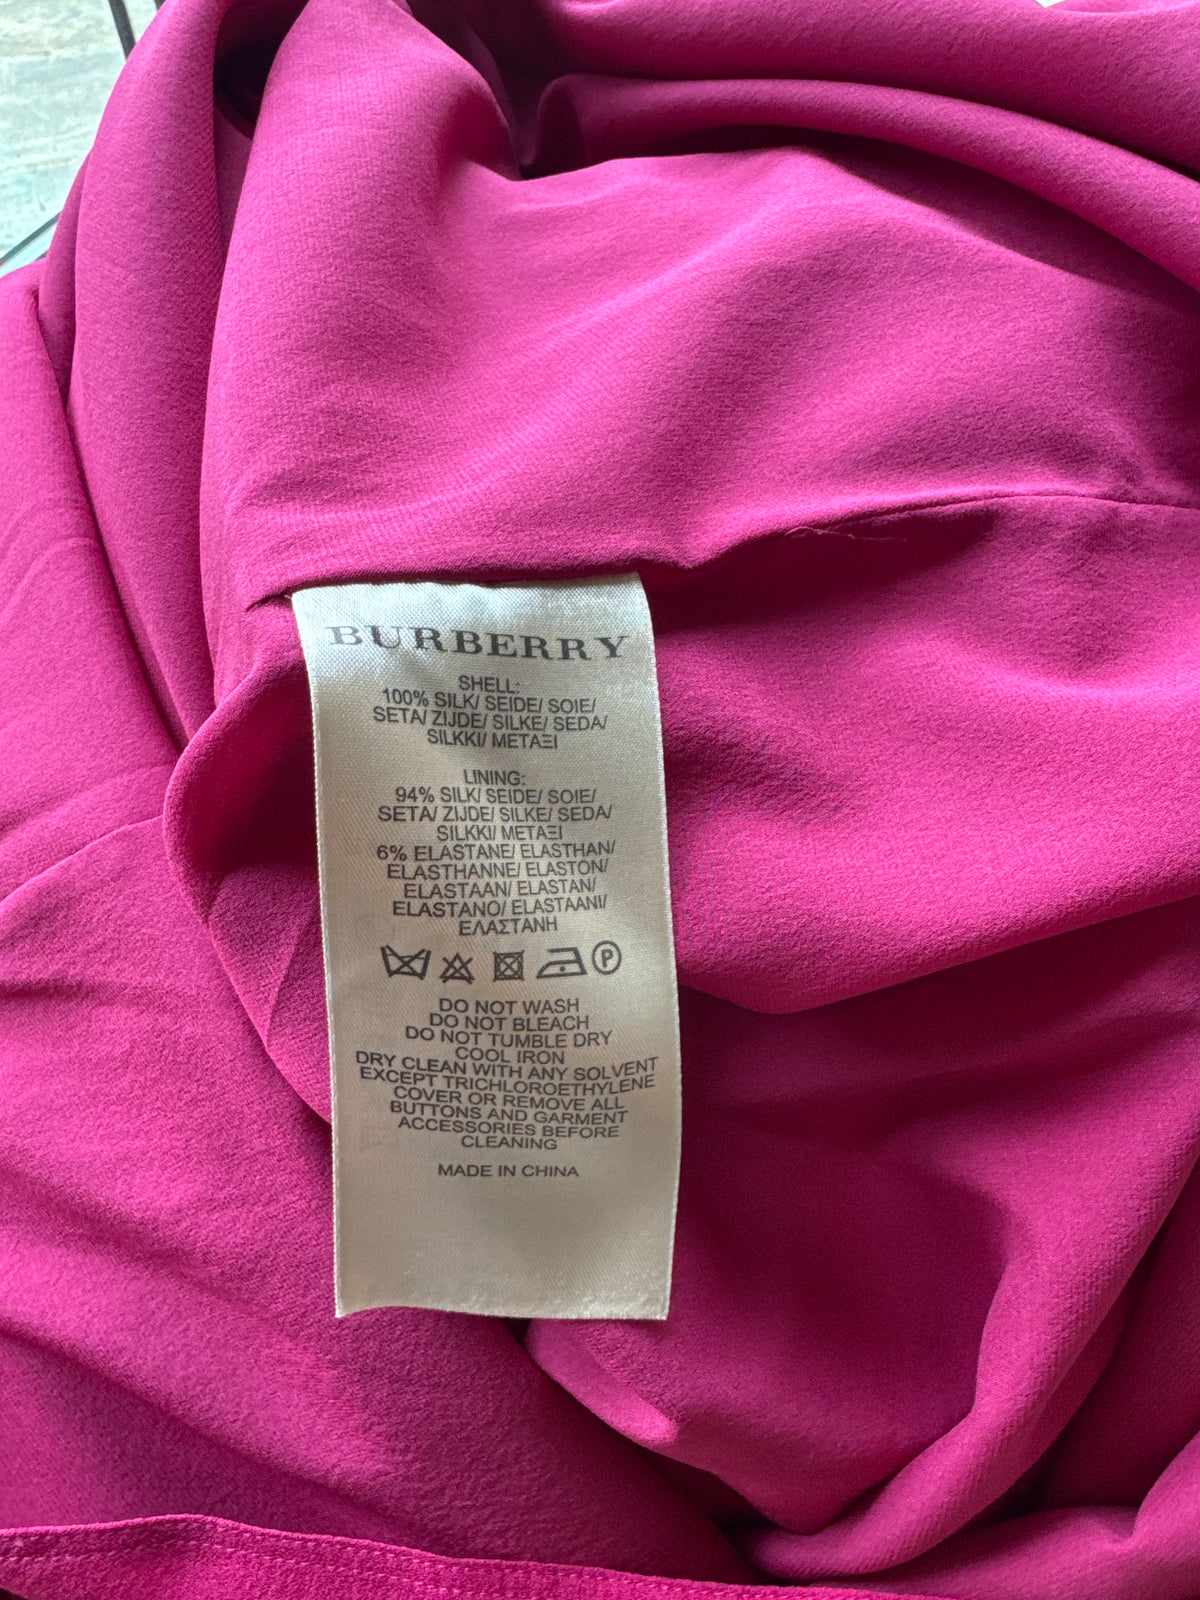 BURBERRY
SHELL:
100% SILK/ SEIDE/ SOIE/
SETA/ ZIJDE/ SILKE/ SEDA/
SILKKI/ ΜΕΤΑΞΙ
LINING:
94% SILK/ SEIDE/ SOIE/
SETA/ ZIJDE/ SILKE/ SEDA/
SILKKI/ ΜΕΤΑΞΙ
6% ELASTANE/ ELASTHAN/
ELASTHANNE/ ELASTON/
ELASTAAN/ ELASTAN/
ELASTANO/ ELASTAANI/
ΕΛΑΣΤΑΝΗ
P
DO NOT WASH
DO NOT BLEACH
DO NOT TUMBLE DRY
COOL IRON
DRY CLEAN WITH ANY SOLVENT
EXCEPT TRICHLOROETHYLENE
COVER OR REMOVE ALL
BUTTONS AND GARMENT
ACCESSORIES BEFORE
CLEANING
MADE IN CHINA